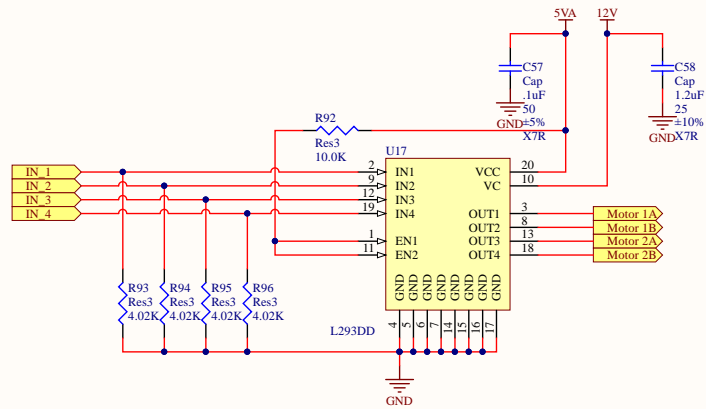 5VA
12V
C57
Cap
.1uF
50
±5%
X7R
GND
C58
Cap
1.2uF
25
±10%
X7R
GND
R92
Res3
10.0K
U17
IN_1
IN_2
IN_3
IN_4
2
9
12
19
1
11
IN1
IN2
IN3
IN4
EN1
EN2
VCC
VC
OUT1
OUT2
OUT3
OUT4
20
10
3
8
13
18
Motor 1A
Motor 1B
Motor 2A
Motor 2B
GND
GND
GND
GND
GND
GND
GND
GND
4
5
6
7
14
15
16
17
R93
Res3
4.02K
R94
Res3
4.02K
R95
Res3
4.02K
R96
Res3
4.02K
L293DD
GND